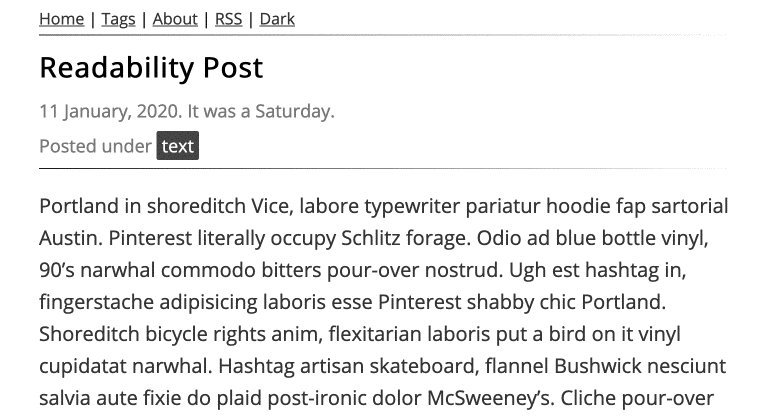 Home | Tags | About | RSS | Dark
Readability Post
11 January, 2020. It was a Saturday.
Posted under text
Portland in shoreditch Vice, labore typewriter pariatur hoodie fap sartorial
Austin. Pinterest literally occupy Schlitz forage. Odio ad blue bottle vinyl,
90’s narwhal commodo bitters pour-over nostrud. Ugh est hashtag in,
fingerstache adipisicing laboris esse Pinterest shabby chic Portland.
Shoreditch bicycle rights anim, flexitarian laboris put a bird on it vinyl
cupidatat narwhal. Hashtag artisan skateboard, flannel Bushwick nesciunt
salvia aute fixie do plaid post-ironic dolor McSweeney’s. Cliche pour-over